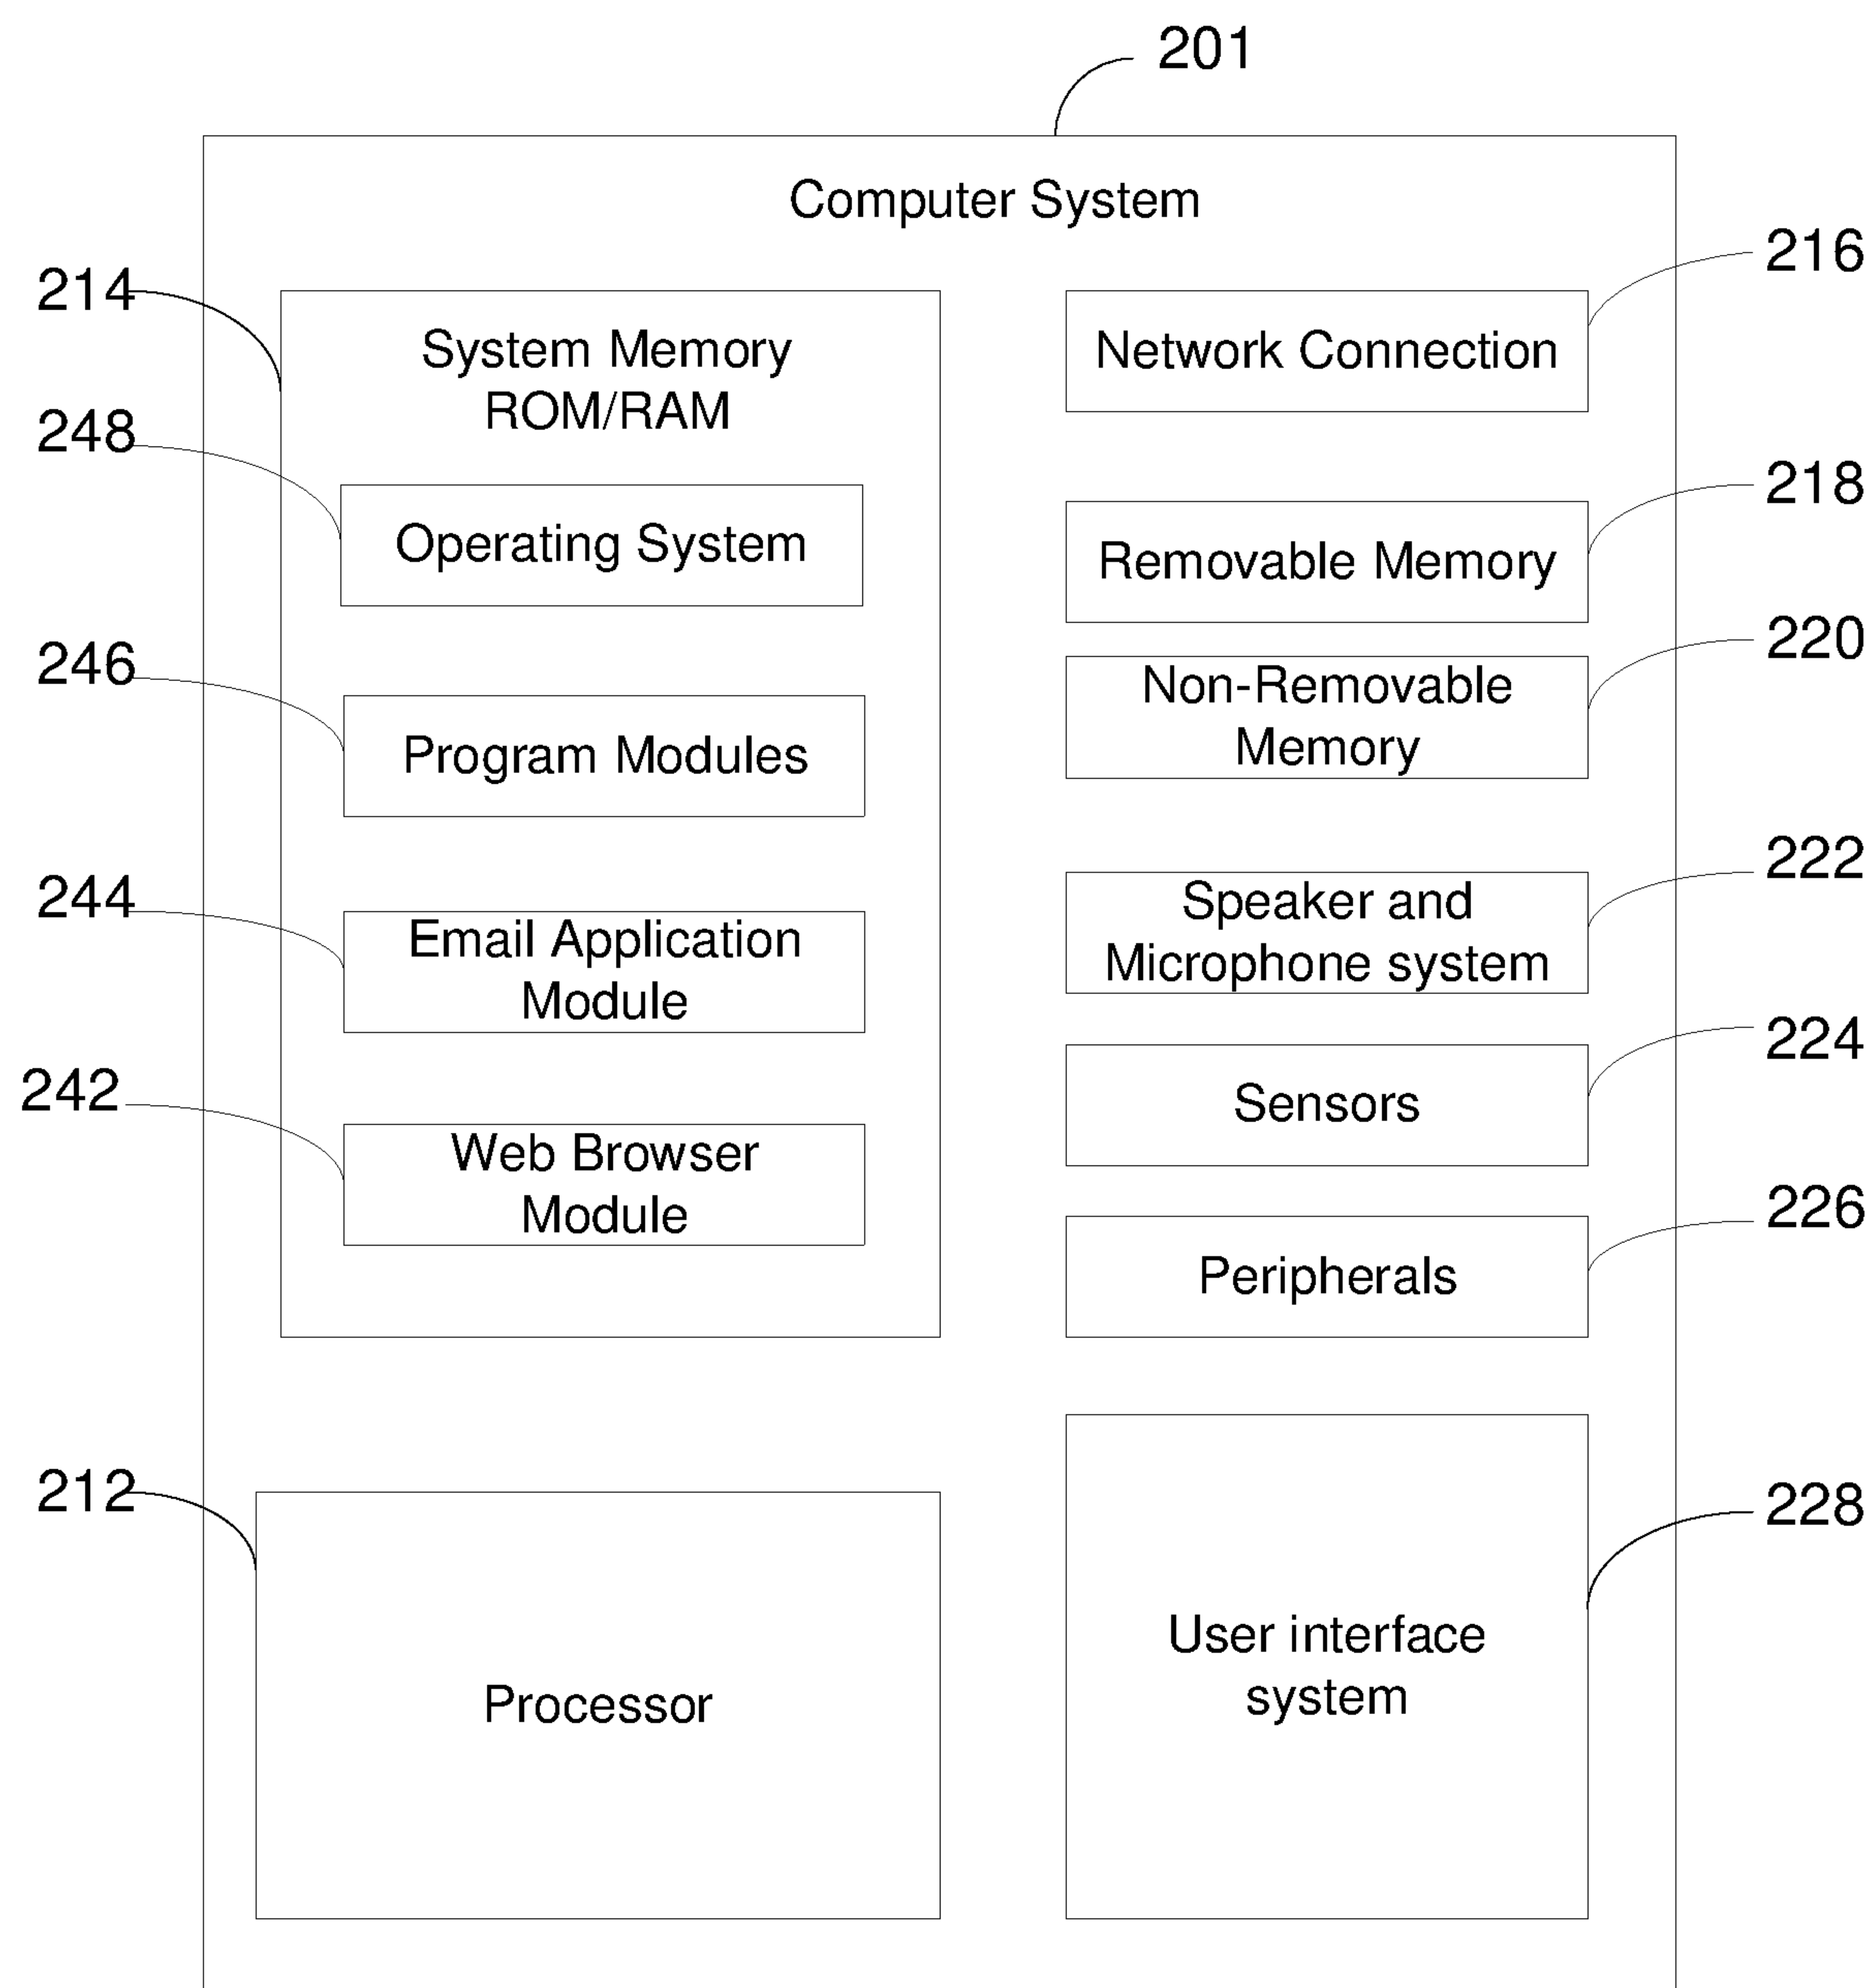 201
Computer System
214
System Memory
ROM/RAM
248
Operating System
246
Program Modules
244
Email Application
Module
242
Web Browser
Module
212
Processor
216
Network Connection
218
Removable Memory
220
Non-Removable
Memory
222
Speaker and
Microphone system
224
Sensors
226
Peripherals
228
User interface
system